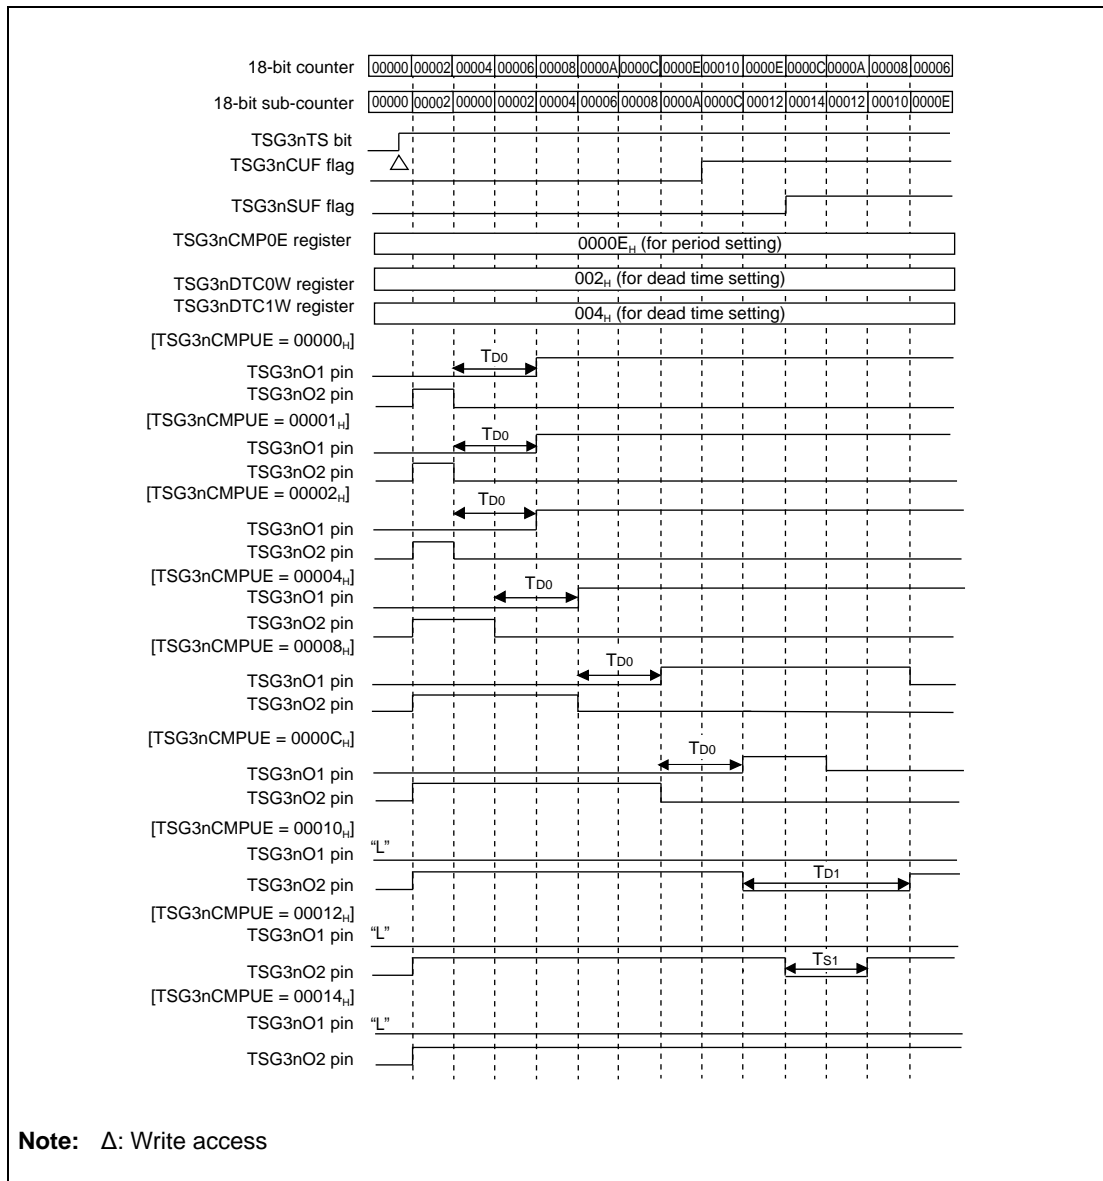 18-bit counter 00000 00002 00004 00006 00008 0000A 0000C 0000E 00010 0000E 0000C 0000A 00008 00006
18-bit sub-counter 00000 00002 00000 00002 00004 00006 00008 0000A 0000C 00012 00014 00012 00010 0000E
TSG3nTS bit
TSG3nCUF flag
TSG3nSUF flag
TSG3nCMP0E register 0000EH (for period setting)
TSG3nDTC0W register 002H (for dead time setting)
TSG3nDTC1W register 004H (for dead time setting)
[TSG3nCMPUE = 00000H]
TD0
TSG3nO1 pin
TSG3nO2 pin
[TSG3nCMPUE = 00001H]
TD0
TSG3nO1 pin
TSG3nO2 pin
[TSG3nCMPUE = 00002H]
TD0
TSG3nO1 pin
TSG3nO2 pin
[TSG3nCMPUE = 00004H]
TD0
TSG3nO1 pin
TSG3nO2 pin
[TSG3nCMPUE = 00008H]
TD0
TSG3nO1 pin
TSG3nO2 pin
[TSG3nCMPUE = 0000CH]
TD0
TSG3nO1 pin
TSG3nO2 pin
[TSG3nCMPUE = 00010H]
TSG3nO1 pin “L”
TSG3nO2 pin TD1
[TSG3nCMPUE = 00012H]
TSG3nO1 pin “L”
TSG3nO2 pin TS1
[TSG3nCMPUE = 00014H]
TSG3nO1 pin “L”
TSG3nO2 pin
Note: Δ: Write access